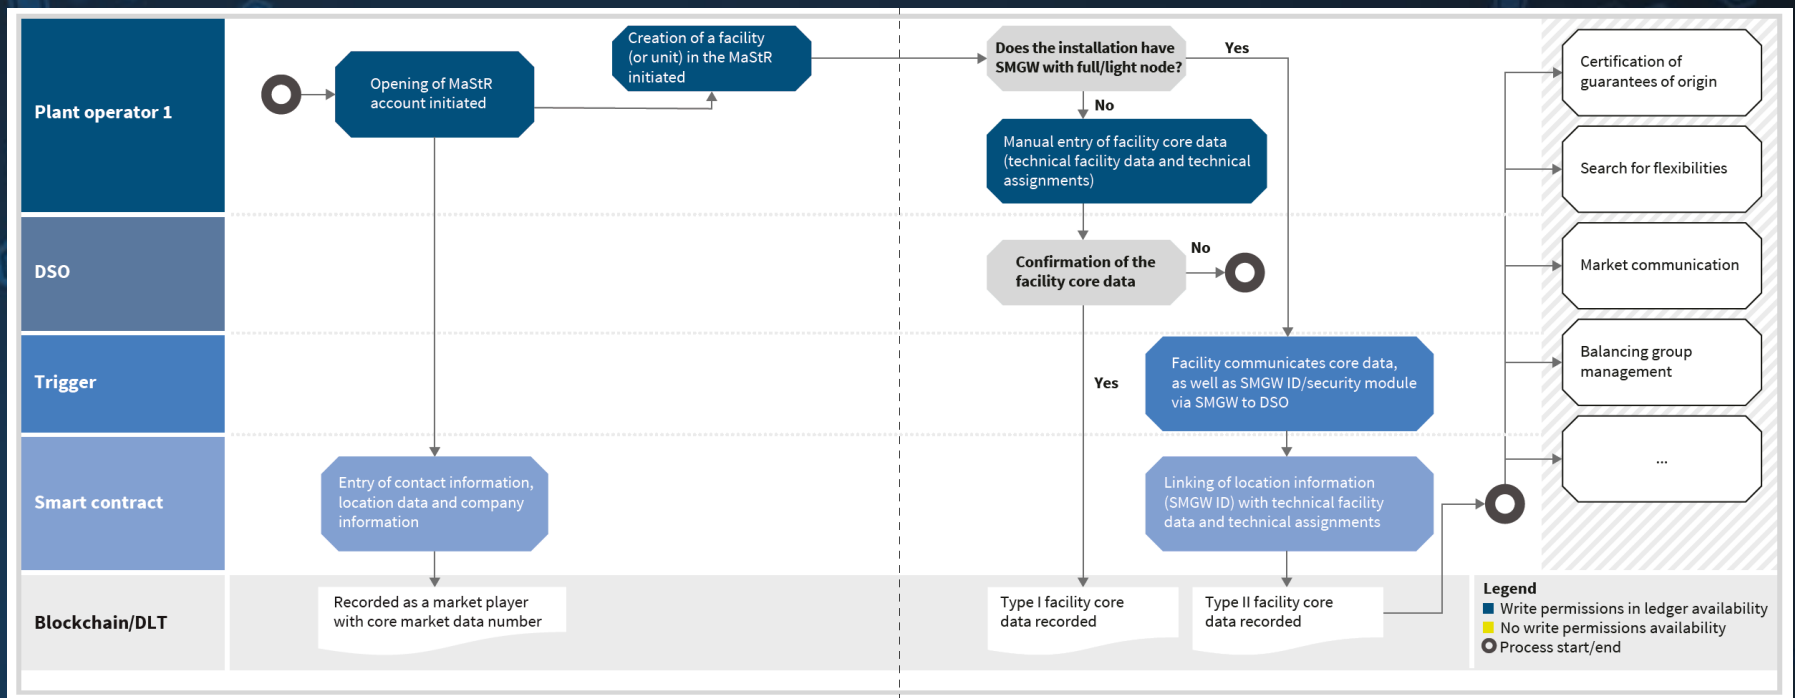 Plant operator 1
Opening of MaStR
account initiated
Creation of a facility
(or unit) in the MaStR
initiated
Does the installation have
SMGW with full/light node?
Yes
No
Manual entry of facility core data
(technical facility data and technical
assignments)
DSO
Confirmation of the
facility core data
No
Trigger
Yes
Facility communicates core data,
as well as SMGW ID/security module
via SMGW to DSO
Smart contract
Entry of contact information,
location data and company
information
Linking of location information
(SMGW ID) with technical facility
data and technical assignments
Blockchain/DLT
Recorded as a market player
with core market data number
Type I facility core
data recorded
Type II facility core
data recorded
Certification of
guarantees of origin
Search for flexibilities
Market communication
Balancing group
management
...
Legend
Write permissions in ledger availability
No write permissions availability
Process start/end